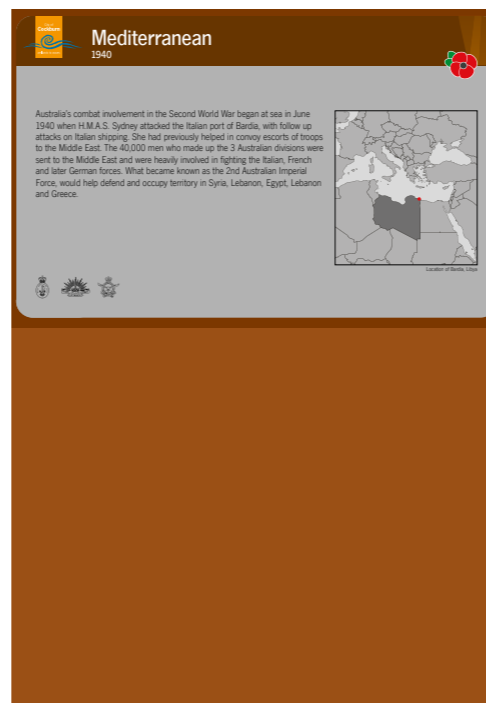 City of
Cockburn
Mediterranean
1940
Australia's combat involvement in the Second World War began at sea in June
1940 when H.M.A.S. Sydney attacked the Italian port of Bardia, with follow up
attacks on Italian shipping. She had previously helped in convoy escorts of troops
to the Middle East. The 40,000 men who made up the 3 Australian divisions were
sent to the Middle East and were heavily involved in fighting the Italian, French
and later German forces. What became known as the 2nd Australian Imperial
Force, would help defend and occupy territory in Syria, Lebanon, Egypt, Lebanon
and Greece.
Location of Bardia, Libya